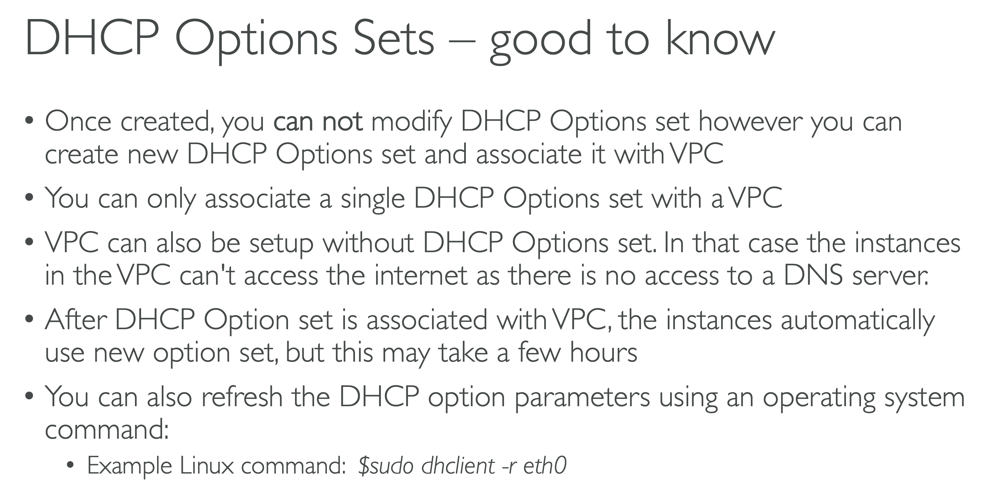 DHCP Options Sets – good to know
• Once created, you can not modify DHCP Options set however you can
create new DHCP Options set and associate it with VPC
• You can only associate a single DHCP Options set with a VPC
• VPC can also be setup without DHCP Options set. In that case the instances
in the VPC can't access the internet as there is no access to a DNS server.
• After DHCP Option set is associated with VPC, the instances automatically
use new option set, but this may take a few hours
• You can also refresh the DHCP option parameters using an operating system
command:
• Example Linux command: $sudo dhclient -r eth0